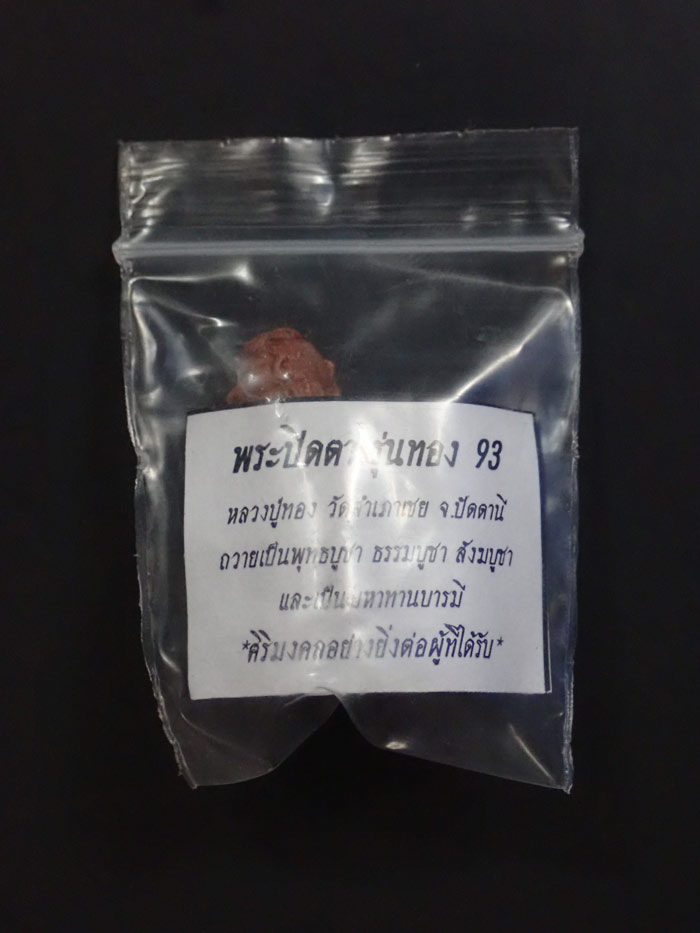 พระปิดตา รุ่นทอง 93
หลวงปู่ทอง วัดสำเภาเชย จ.ปัตตานี
ถวายเป็นพุทธบูชา ธรรมบูชา สังฆบูชา
และเป็นมหาทานบารมี
*ศิริมงคลอย่างยิ่งต่อผู้ที่ได้รับ*